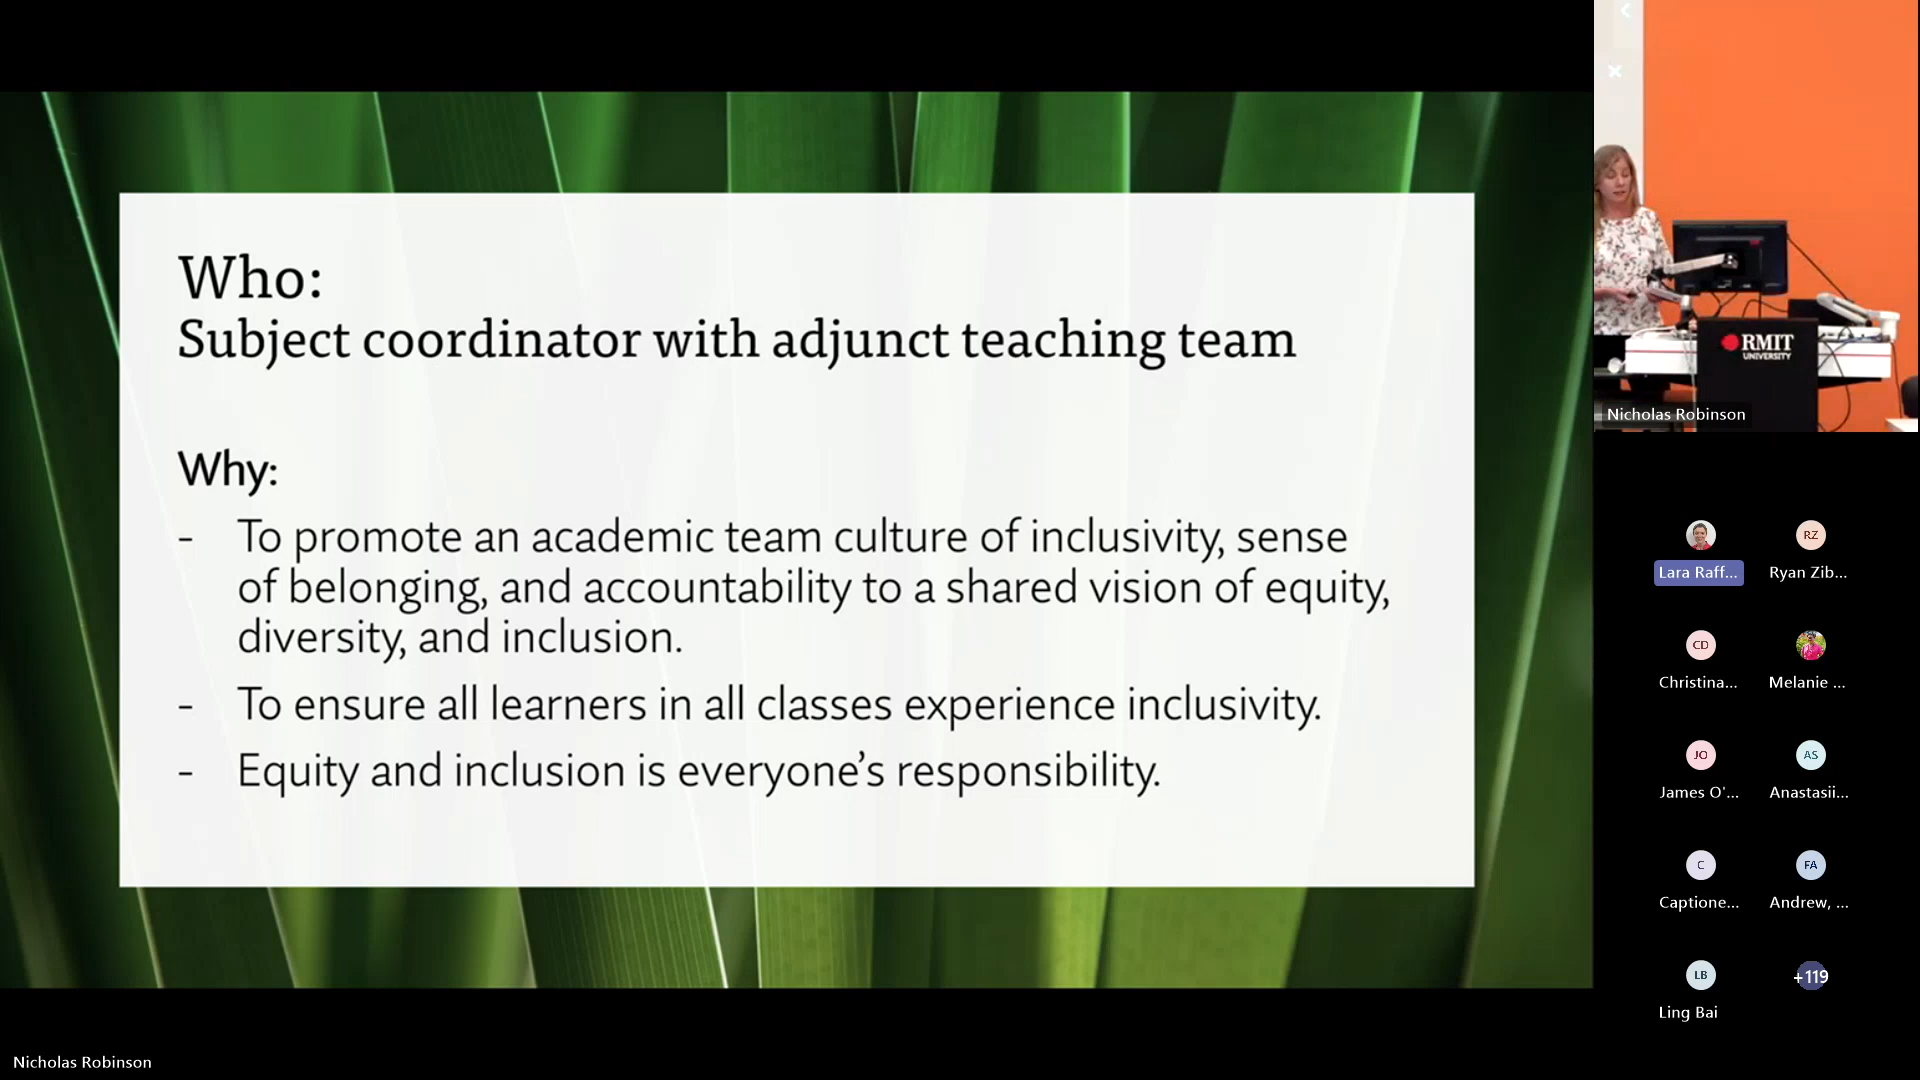 Who:
Subject coordinator with adjunct teaching team
Why:
- To promote an academic team culture of inclusivity, sense
of belonging, and accountability to a shared vision of equity,
diversity, and inclusion.
- To ensure all learners in all classes experience inclusivity.
- Equity and inclusion is everyone’s responsibility.
RMIT
UNIVERSITY
Nicholas Robinson
Lara Raff...
RZ
Ryan Zib...
CD
Christina...
Melanie ...
JO
James O'...
AS
Anastasii...
C
Captione...
FA
Andrew, ...
LB
Ling Bai
+119
Nicholas Robinson